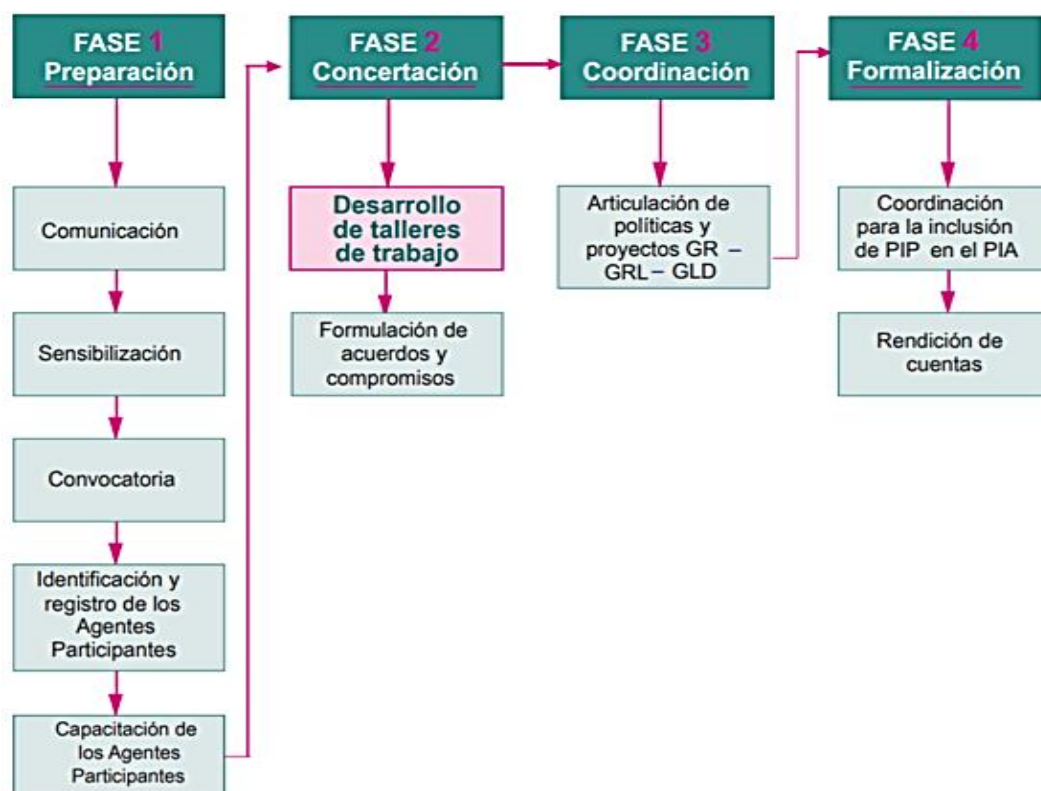 FASE 1
Preparación
Comunicación
Sensibilización
Convocatoria
Identificación y
registro de los
Agentes
Participantes
Capacitación de
los Agentes
Participantes
FASE 2
Concertación
Desarrollo
de talleres
de trabajo
Formulación de
acuerdos y
compromisos
FASE 3
Coordinación
Articulación de
políticas y
proyectos GR –
GRL – GLD
FASE 4
Formalización
Coordinación
para la inclusión
de PIP en el PIA
Rendición de
cuentas